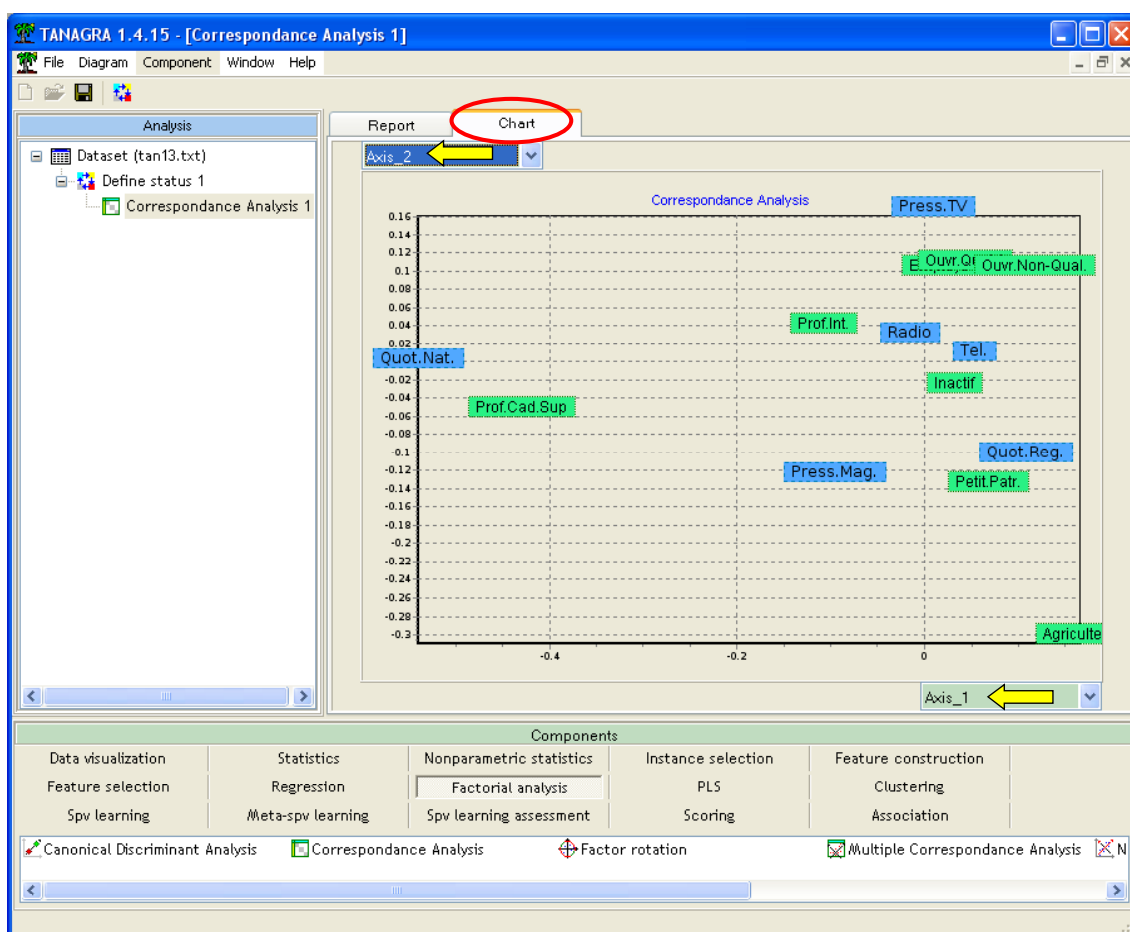 TANAGRA 1.4.15 - [Correspondance Analysis 1]
File Diagram Component Window Help
Analysis
Dataset (tan13.txt)
Define status 1
Correspondance Analysis 1
Report Chart
Axis_2
Correspondance Analysis
0.16
0.14
0.12
0.1
0.08
0.06
0.04
0.02
-0.02
-0.04
-0.06
-0.08
-0.1
-0.12
-0.14
-0.16
-0.18
-0.2
-0.22
-0.24
-0.26
-0.28
-0.3
Press.TV
Ouvr.Non-Qual.
Prof.Int.
Radio
Tel.
Quot.Nat.
Inactif
Prof.Cad.Sup
Quot.Reg.
Press.Mag.
Petit.Patr.
Agriculte
-0.4 -0.2 0
Axis_1
Components
Data visualization Statistics Nonparametric statistics Instance selection Feature construction
Feature selection Regression Factorial analysis PLS Clustering
Spv learning Meta-spv learning Spv learning assessment Scoring Association
Canonical Discriminant Analysis Correspondance Analysis Factor rotation Multiple Correspondance Analysis N